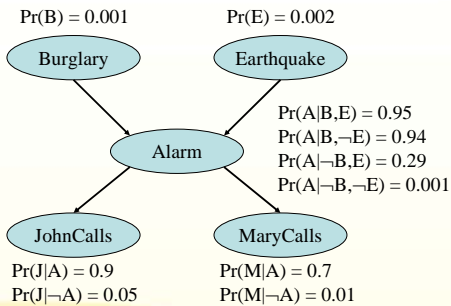 Pr(B) = 0.001
Pr(E) = 0.002
Burglary
Earthquake
Pr(A|B,E) = 0.95
Pr(A|B,¬E) = 0.94
Pr(A|¬B,E) = 0.29
Pr(A|¬B,¬E) = 0.001
Alarm
JohnCalls
MaryCalls
Pr(J|A) = 0.9
Pr(J|¬A) = 0.05
Pr(M|A) = 0.7
Pr(M|¬A) = 0.01